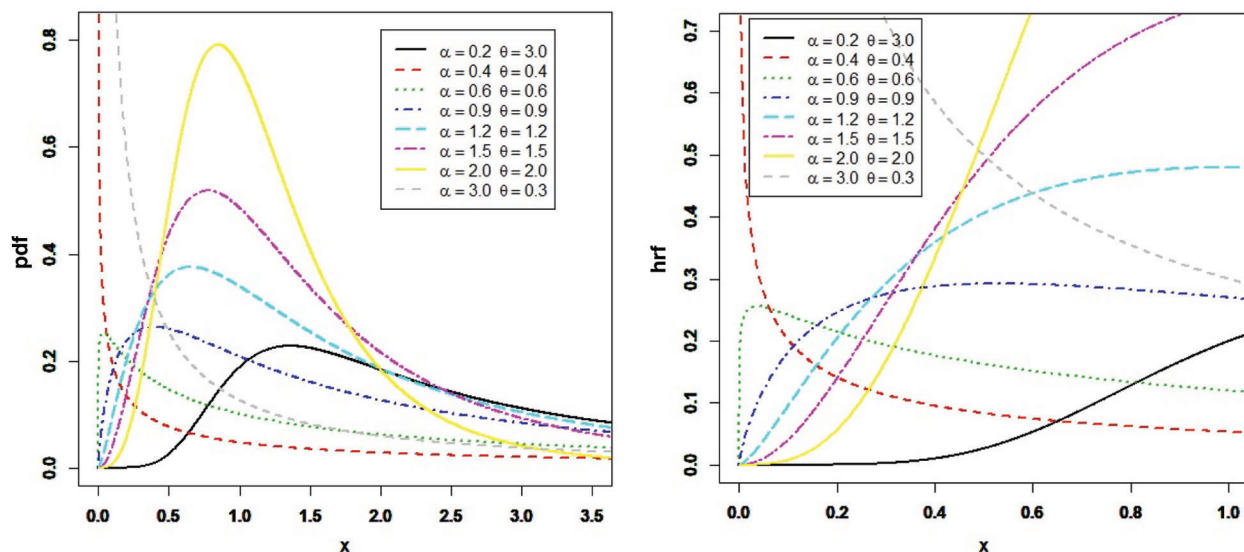 pdf
0.0 0.2 0.4 0.6 0.8
α = 0.2 θ = 3.0
α = 0.4 θ = 0.4
α = 0.6 θ = 0.6
α = 0.9 θ = 0.9
α = 1.2 θ = 1.2
α = 1.5 θ = 1.5
α = 2.0 θ = 2.0
α = 3.0 θ = 0.3
0.0 0.5 1.0 1.5 2.0 2.5 3.0 3.5
x
hrf
0.0 0.1 0.2 0.3 0.4 0.5 0.6 0.7
α = 0.2 θ = 3.0
α = 0.4 θ = 0.4
α = 0.6 θ = 0.6
α = 0.9 θ = 0.9
α = 1.2 θ = 1.2
α = 1.5 θ = 1.5
α = 2.0 θ = 2.0
α = 3.0 θ = 0.3
0.0 0.2 0.4 0.6 0.8 1.0
x